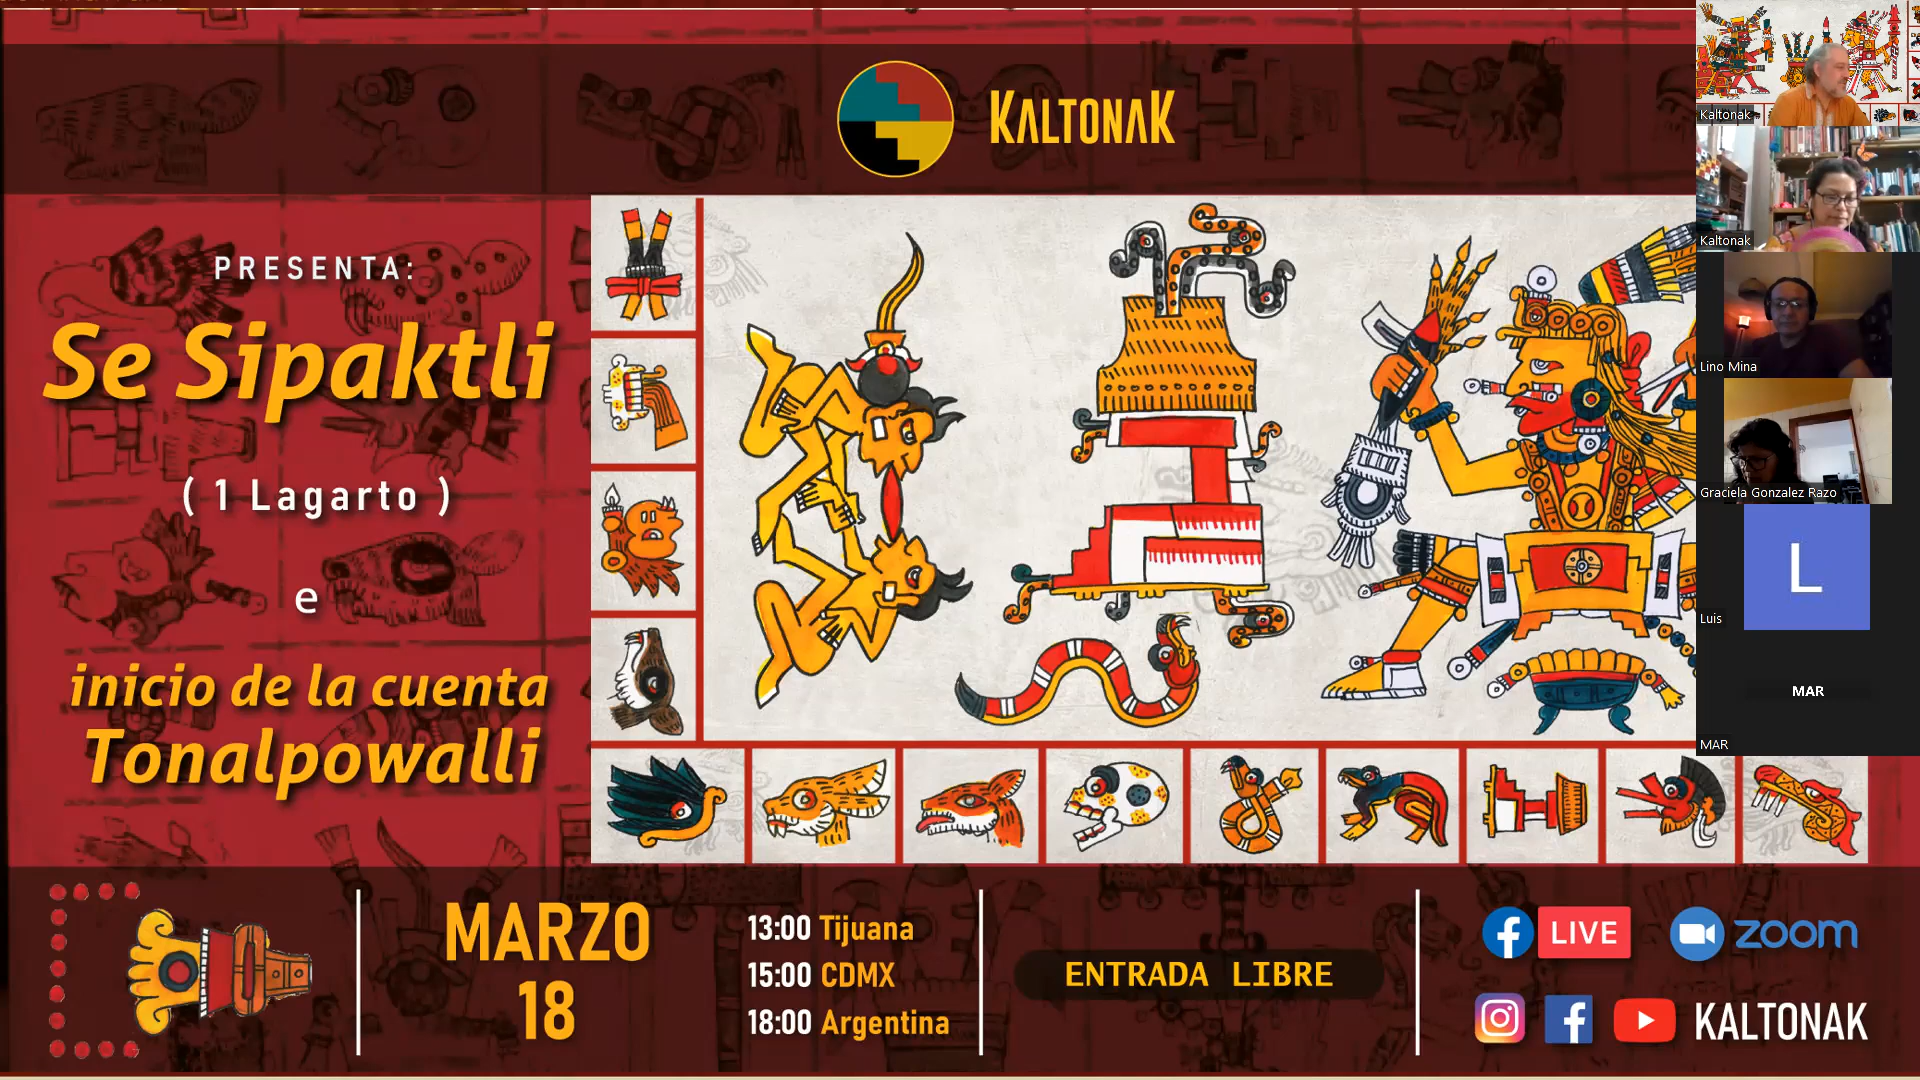 KALTONAK
PRESENTA:
Se Sipaktli
( 1 Lagarto )
e
inicio de la cuenta
Tonalpowalli
MARZO
18
13:00 Tijuana
15:00 CDMX
18:00 Argentina
ENTRADA LIBRE
f LIVE
zoom
f
KALTONAK
Kaltonak
Kaltonak
Lino Mina
Graciela Gonzalez Razo
L
Luis
MAR
MAR